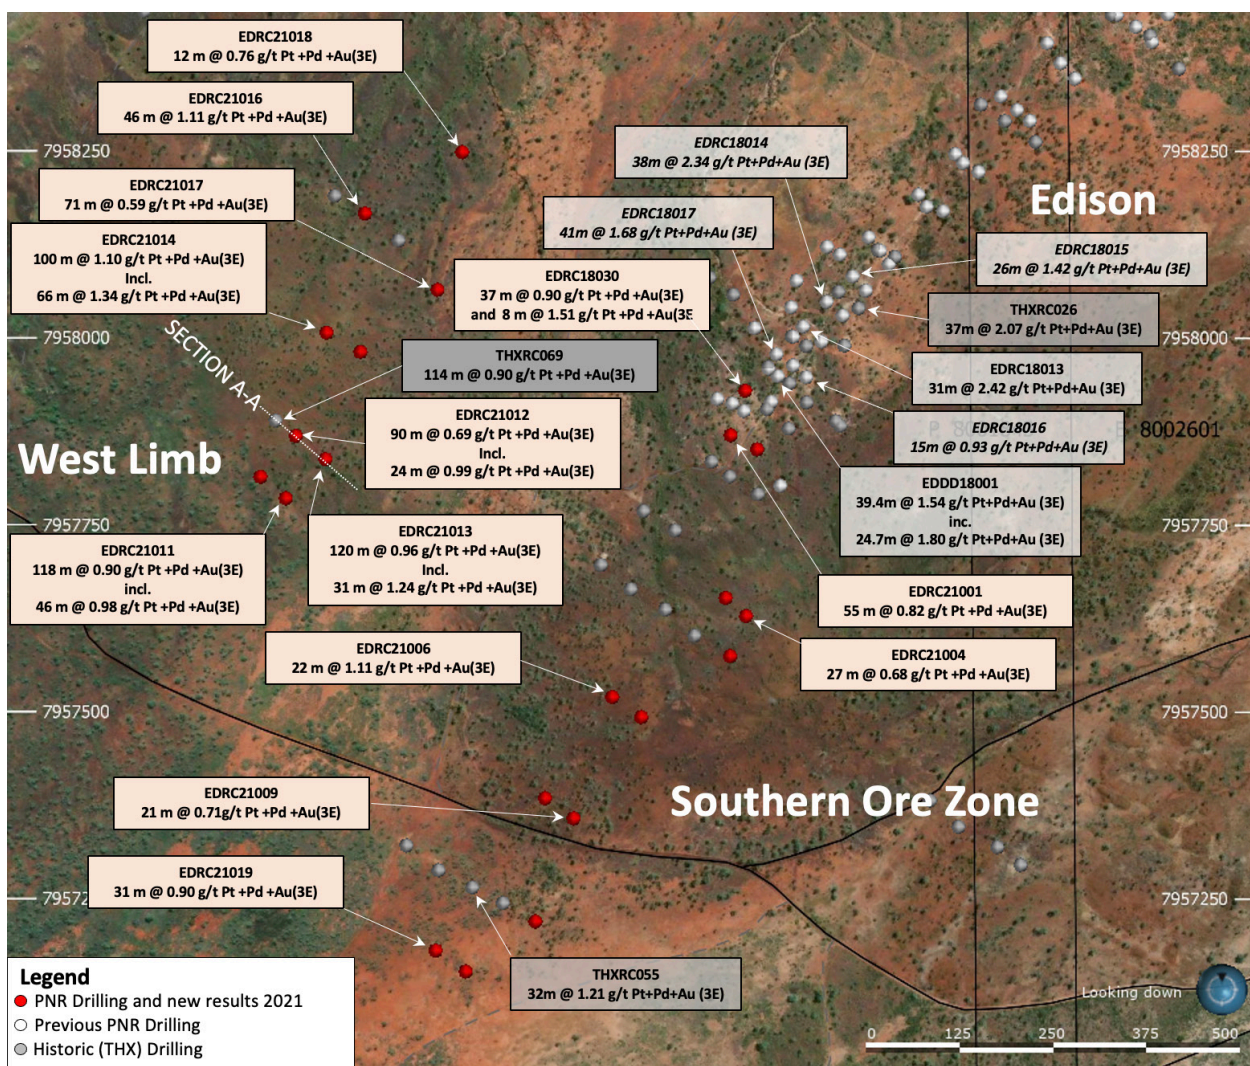 EDRC21018
12 m @ 0.76 g/t Pt +Pd +Au(3E)
EDRC21016
46 m @ 1.11 g/t Pt +Pd +Au(3E)
7958250
7958250
EDRC18014
38m @ 2.34 g/t Pt+Pd+Au (3E)
EDRC21017
71 m @ 0.59 g/t Pt +Pd +Au(3E)
Edison
EDRC18017
41m @ 1.68 g/t Pt+Pd+Au (3E)
EDRC21014
100 m @ 1.10 g/t Pt +Pd +Au(3E)
Incl.
66 m @ 1.34 g/t Pt +Pd +Au(3E)
EDRC18015
26m @ 1.42 g/t Pt+Pd+Au (3E)
EDRC18030
37 m @ 0.90 g/t Pt +Pd +Au(3E)
and 8 m @ 1.51 g/t Pt +Pd +Au(3E
THXRC026
37m @ 2.07 g/t Pt+Pd+Au (3E)
7958000
7958000
SECTION A-A
THXRC069
114 m @ 0.90 g/t Pt +Pd +Au(3E)
EDRC18013
31m @ 2.42 g/t Pt+Pd+Au (3E)
EDRC21012
90 m @ 0.69 g/t Pt +Pd +Au(3E)
Incl.
24 m @ 0.99 g/t Pt +Pd +Au(3E)
EDRC18016
15m @ 0.93 g/t Pt+Pd+Au (3E)
8002601
West Limb
EDDD18001
39.4m @ 1.54 g/t Pt+Pd+Au (3E)
inc.
24.7m @ 1.80 g/t Pt+Pd+Au (3E)
7957750
7957750
EDRC21013
120 m @ 0.96 g/t Pt +Pd +Au(3E)
Incl.
31 m @ 1.24 g/t Pt +Pd +Au(3E)
EDRC21011
118 m @ 0.90 g/t Pt +Pd +Au(3E)
incl.
46 m @ 0.98 g/t Pt +Pd +Au(3E)
EDRC21001
55 m @ 0.82 g/t Pt +Pd +Au(3E)
EDRC21006
22 m @ 1.11 g/t Pt +Pd +Au(3E)
EDRC21004
27 m @ 0.68 g/t Pt +Pd +Au(3E)
7957500
7957500
EDRC21009
21 m @ 0.71g/t Pt +Pd +Au(3E)
Southern Ore Zone
EDRC21019
31 m @ 0.90 g/t Pt +Pd +Au(3E)
7957250
THXRC055
32m @ 1.21 g/t Pt+Pd+Au (3E)
Legend
PNR Drilling and new results 2021
Previous PNR Drilling
Historic (THX) Drilling
Looking down
0 125 250 375 500